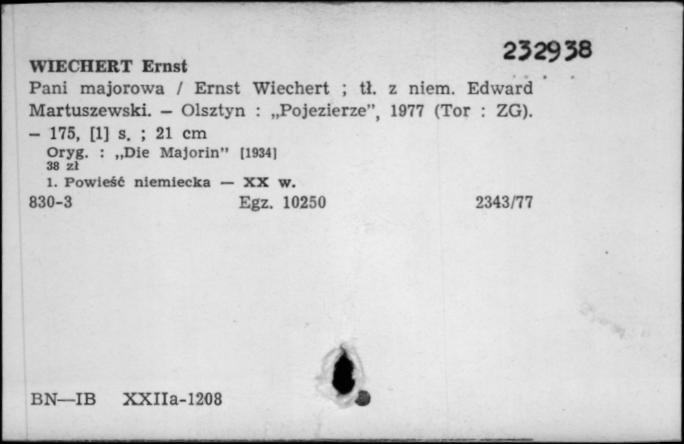 232938
WIECHERT Ernst
Pani majorowa / Ernst Wiechert ; tł. z niem. Edward
Martuszewski. — Olsztyn : „Pojezierze”, 1977 (Tor : ZG).
— 175, [1] s. ; 21 cm
Oryg. : „Die Majorin” [1934]
38 zł
1. Powieść niemiecka — XX w.
830-3 Egz. 10250 2343/77
BN—IB XXIIa-1208